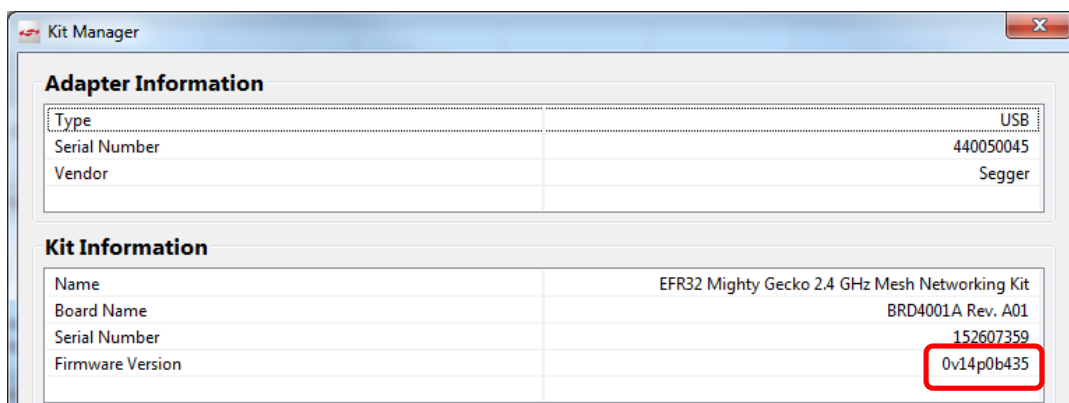 Kit Manager
Adapter Information
Type USB
Serial Number 440050045
Vendor Segger
Kit Information
Name EFR32 Mighty Gecko 2.4 GHz Mesh Networking Kit
Board Name BRD4001A Rev. A01
Serial Number 152607359
Firmware Version 0v14p0b435